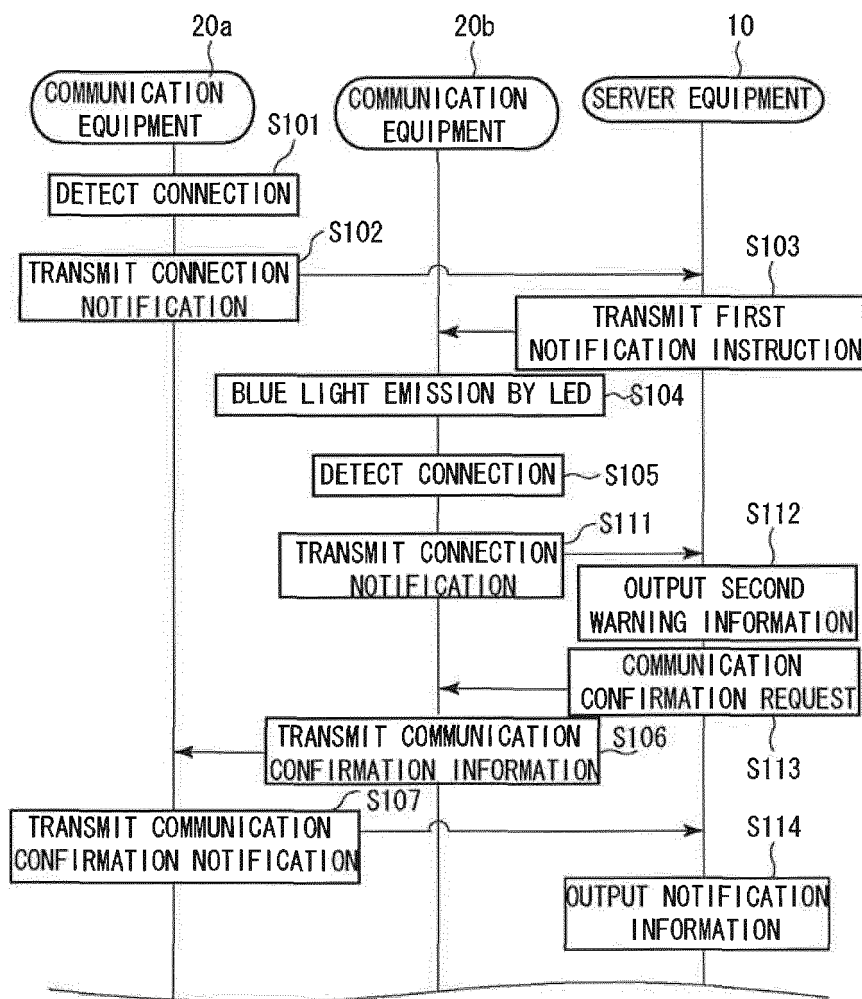 20a
20b
10
COMMUNICATION
EQUIPMENT
COMMUNICATION
EQUIPMENT
SERVER EQUIPMENT
S101
DETECT CONNECTION
S102
TRANSMIT CONNECTION
NOTIFICATION
S103
TRANSMIT FIRST
NOTIFICATION INSTRUCTION
BLUE LIGHT EMISSION BY LED
S104
DETECT CONNECTION
S105
S111
TRANSMIT CONNECTION
NOTIFICATION
S112
OUTPUT SECOND
WARNING INFORMATION
COMMUNICATION
CONFIRMATION REQUEST
S113
TRANSMIT COMMUNICATION
CONFIRMATION INFORMATION
S106
S107
TRANSMIT COMMUNICATION
CONFIRMATION NOTIFICATION
S114
OUTPUT NOTIFICATION
INFORMATION